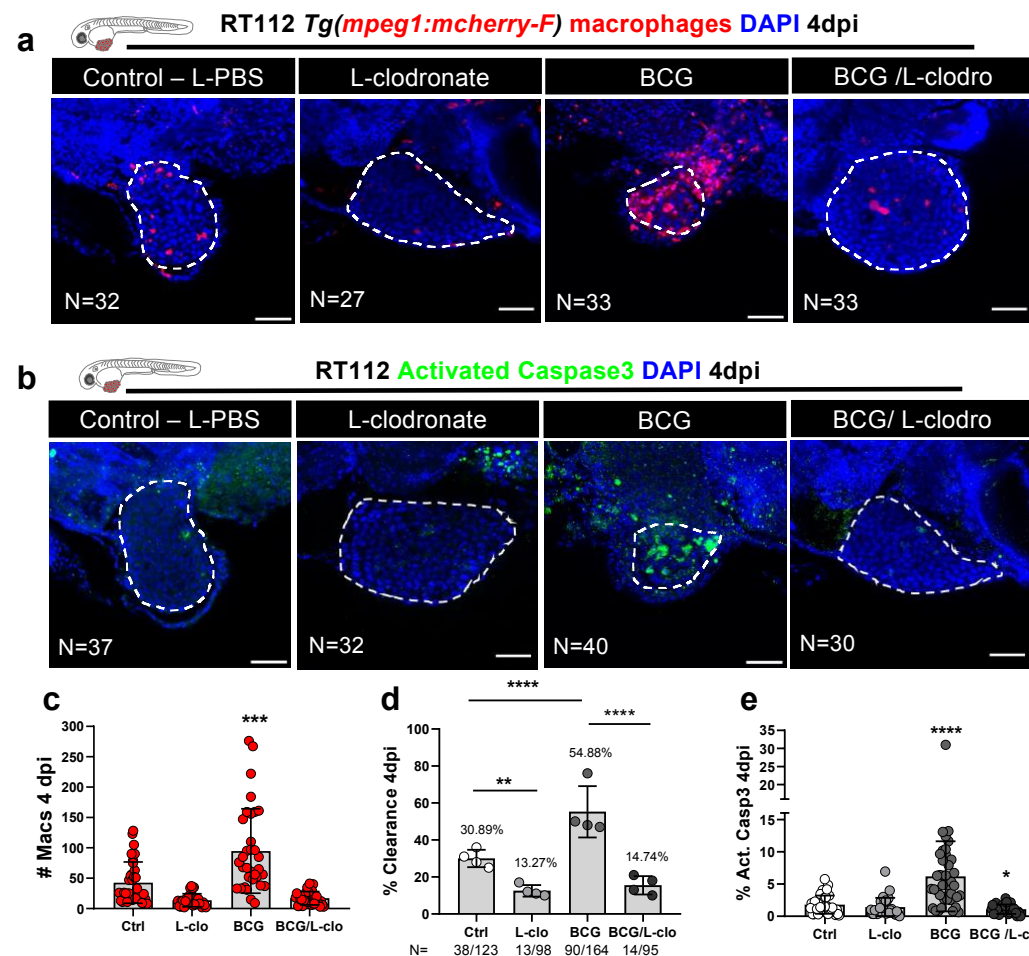 a
RT112 Tg(mpeg1:mcherry-F) macrophages DAPI 4dpi
Control – L-PBS
L-clodronate
BCG
BCG /L-clodro
N=32
N=27
N=33
N=33
b
RT112 Activated Caspase3 DAPI 4dpi
Control – L-PBS
L-clodronate
BCG
BCG/ L-clodro
N=37
N=32
N=40
N=30
c
# Macs 4 dpi
300
250
200
150
100
50
0
***
Ctrl L-clo BCG BCG/L-clo
d
% Clearance 4dpi
100
80
60
40
20
0
****
****
**
30.89%
13.27%
54.88%
14.74%
Ctrl L-clo BCG BCG/L-clo
N= 38/123 13/98 90/164 14/95
e
% Act. Casp3 4dpi
35
30
25
20
15
10
5
0
****
*
Ctrl L-clo BCG BCG /L-c